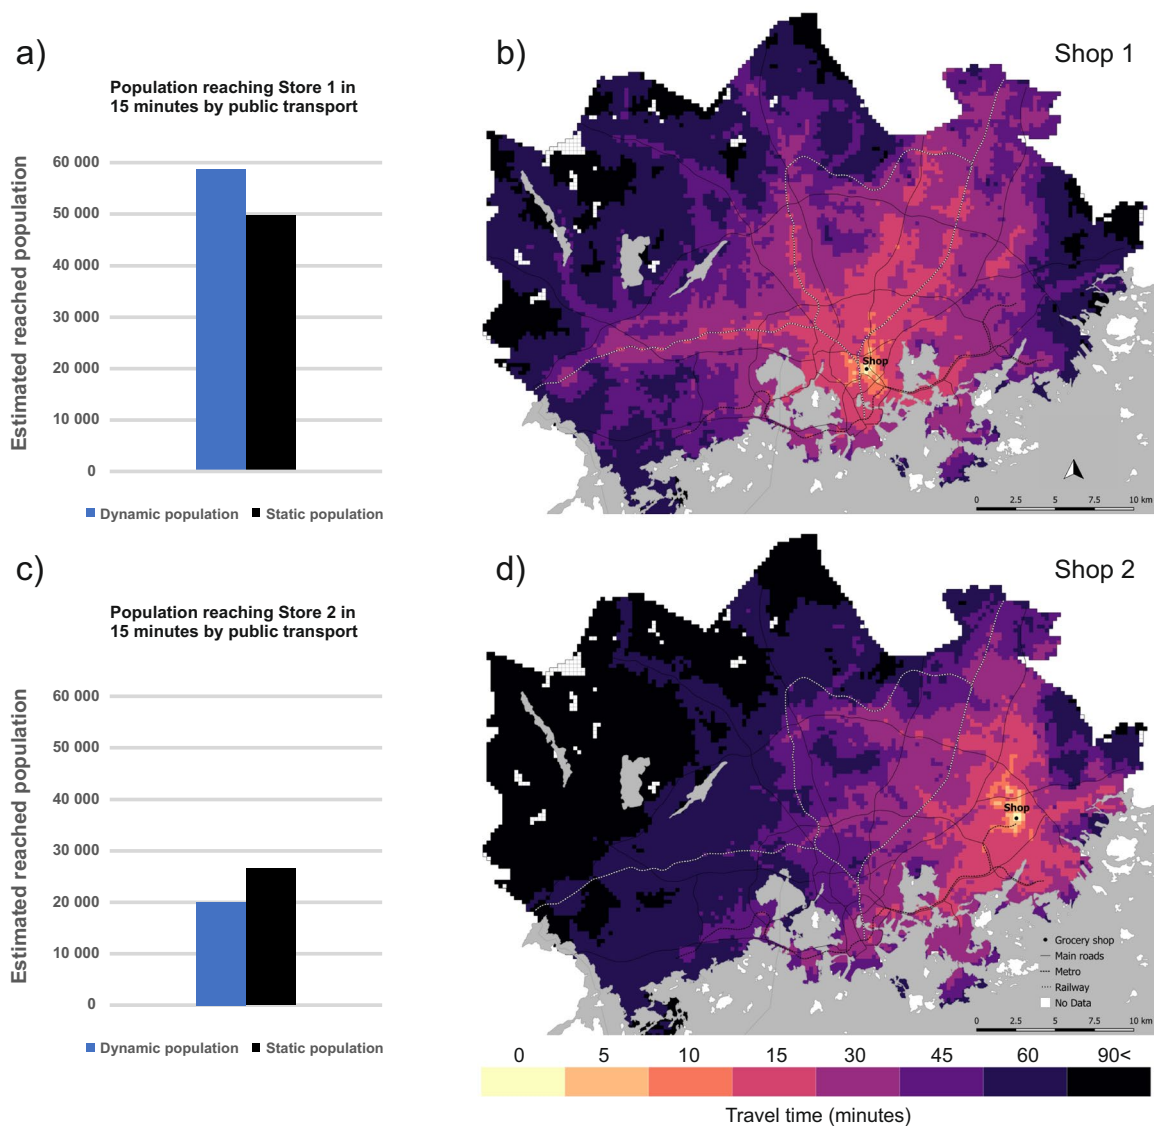 a)
Population reaching Store 1 in
15 minutes by public transport
Estimated reached population
60 000
50 000
40 000
30 000
20 000
10 000
0
Dynamic population
Static population
b)
Shop 1
Shop
0 2.5 5 7.5 10 km
c)
Population reaching Store 2 in
15 minutes by public transport
Estimated reached population
60 000
50 000
40 000
30 000
20 000
10 000
0
Dynamic population
Static population
d)
Shop 2
Shop
Grocery shop
Main roads
Metro
Railway
No Data
0 2.5 5 7.5 10 km
0 5 10 15 30 45 60 90<
Travel time (minutes)